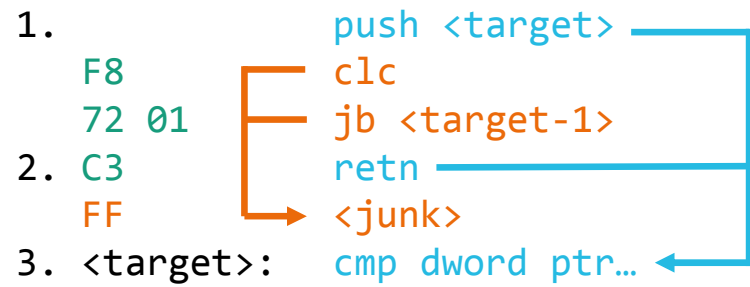 1. push <target>
F8 clc
72 01 jb <target-1>
2. C3 retn
FF <junk>
3. <target>: cmp dword ptr…